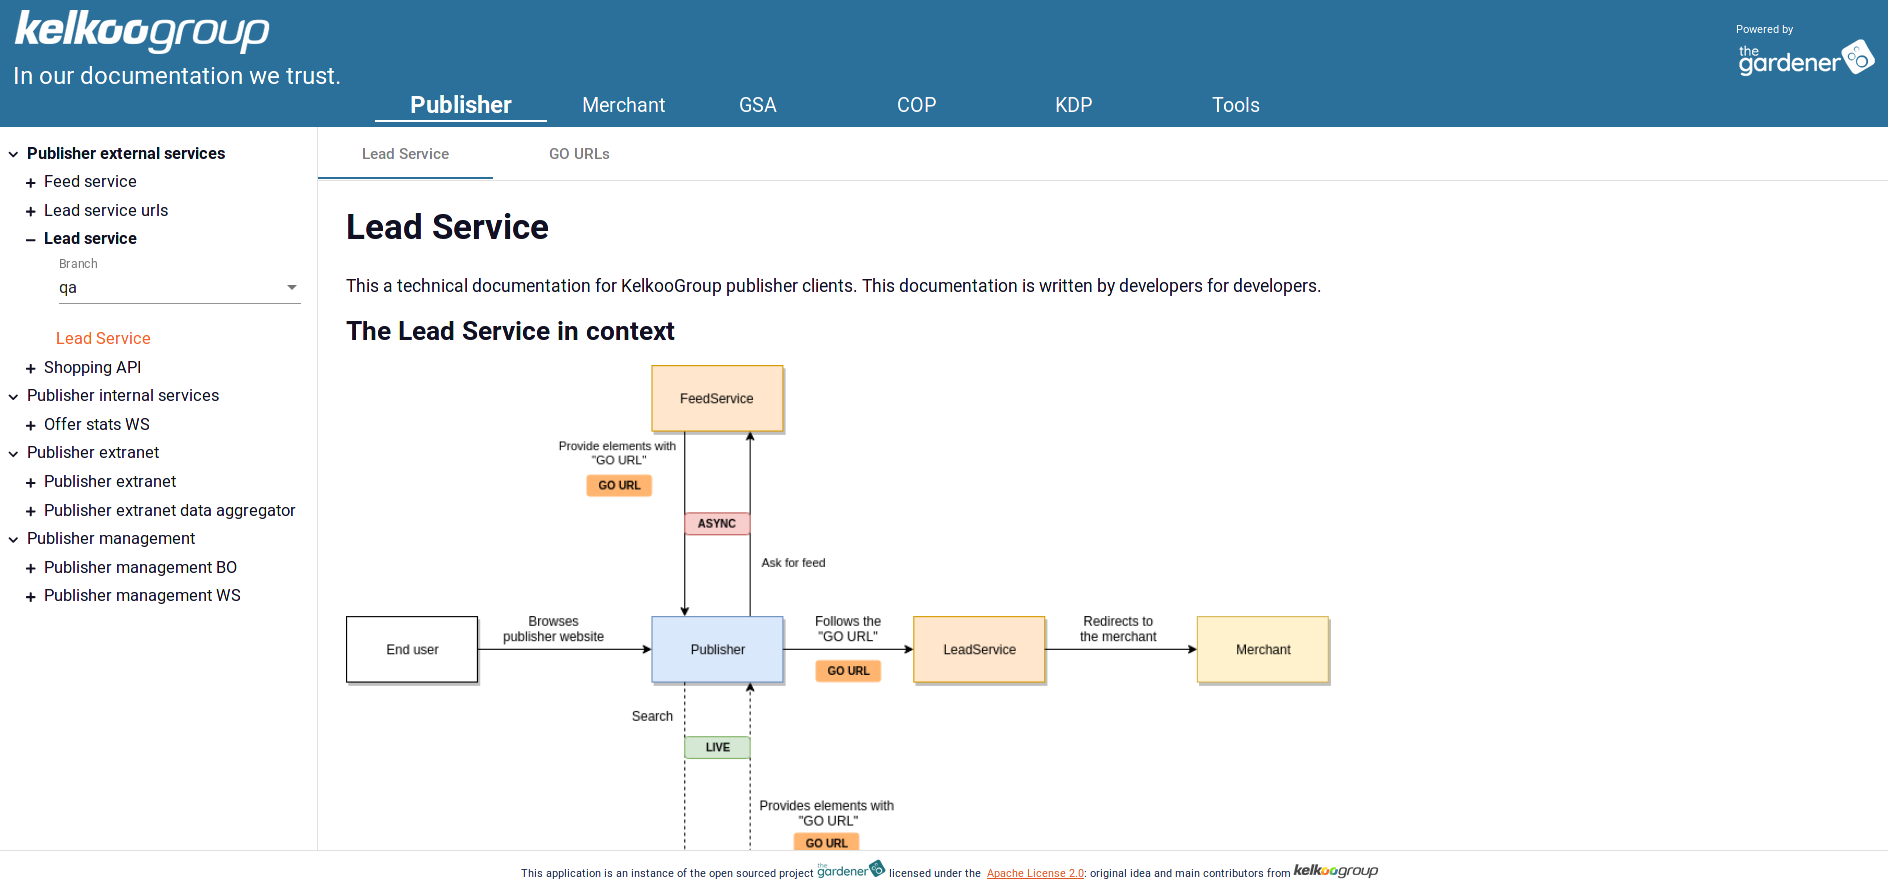 kelkoogroup
In our documentation we trust.
Powered by
the gardener
Publisher Merchant GSA COP KDP Tools
Publisher external services
Feed service
Lead service urls
Lead service
Branch
qa
Lead Service
Shopping API
Publisher internal services
Offer stats WS
Publisher extranet
Publisher extranet
Publisher extranet data aggregator
Publisher management
Publisher management BO
Publisher management WS
Lead Service GO URLs
Lead Service
This a technical documentation for KelkooGroup publisher clients. This documentation is written by developers for developers.
The Lead Service in context
FeedService
Provide elements with
"GO URL"
GO URL
ASYNC
Ask for feed
End user
Browses
publisher website
Publisher
Follows the
"GO URL"
GO URL
LeadService
Redirects to
the merchant
Merchant
Search
LIVE
Provides elements with
"GO URL"
GO URL
This application is an instance of the open sourced project the gardener licensed under the Apache License 2.0: original idea and main contributors from kelkoogroup